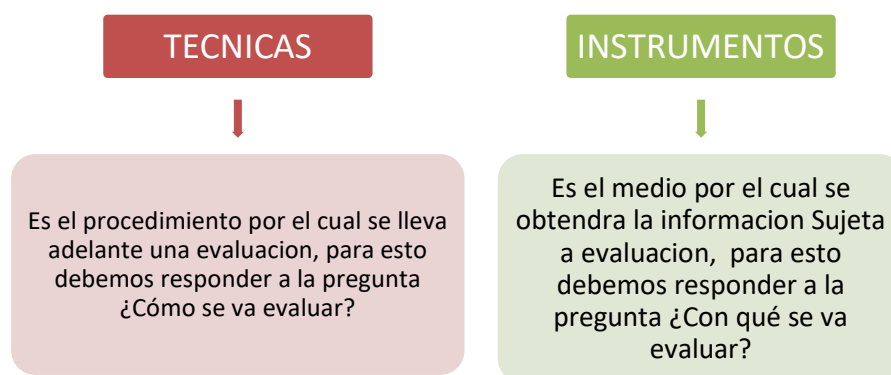 TECNICAS
Es el procedimiento por el cual se lleva
adelante una evaluacion, para esto
debemos responder a la pregunta
¿Cómo se va evaluar?
INSTRUMENTOS
Es el medio por el cual se
obtendra la informacion Sujeta
a evaluacion,  para esto
debemos responder a la
pregunta ¿Con qué se va
evaluar?